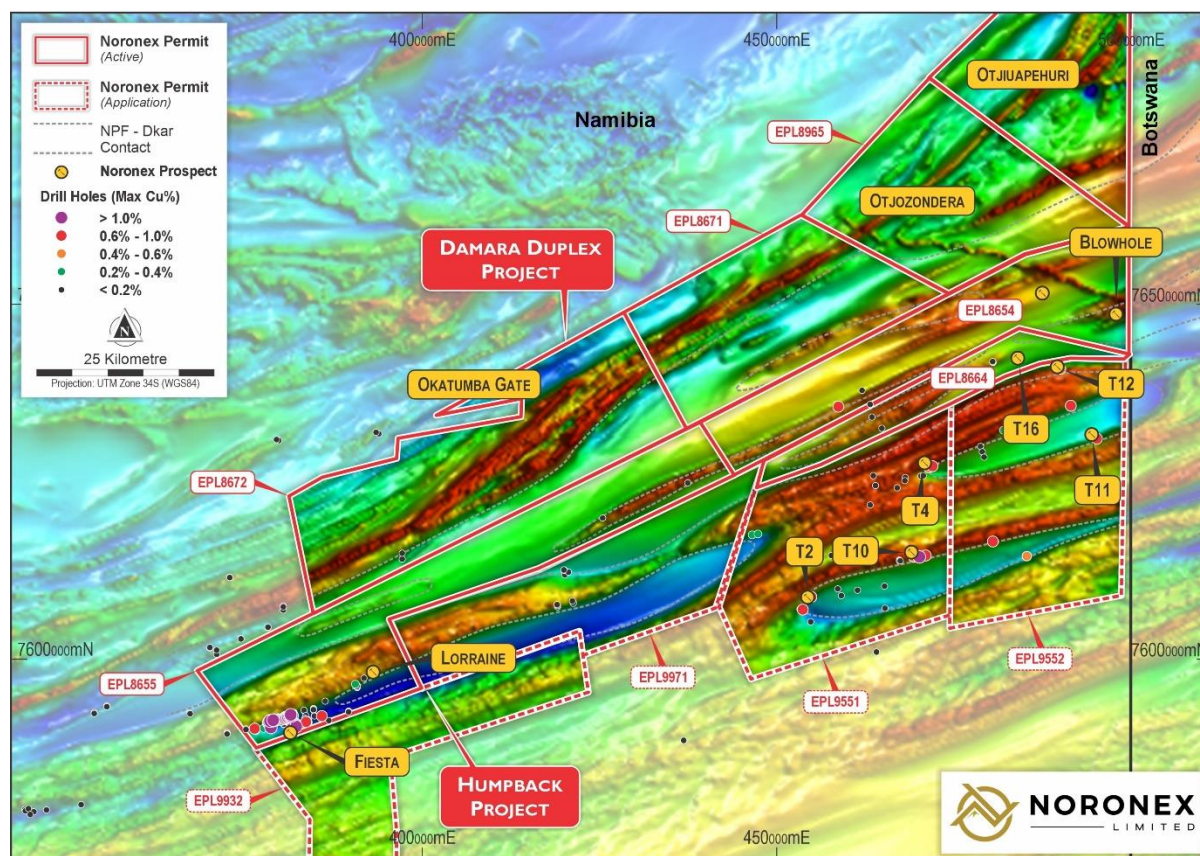 400000mE
450000mE
500000mE
Noronex Permit
(Active)
Noronex Permit
(Application)
NPF - Dkar
Contact
Noronex Prospect
Drill Holes (Max Cu%)
> 1.0%
0.6% - 1.0%
0.4% - 0.6%
0.2% - 0.4%
< 0.2%
N
25 Kilometre
Projection: UTM Zone 34S (WGS84)
Namibia
Botswana
OTJIUAPEHURI
EPL8965
OTJOZONDERA
EPL8671
DAMARA DUPLEX
PROJECT
BLOWHOLE
7650000mN
EPL8654
EPL8664
OKATUMBA GATE
T12
T16
T11
EPL8672
T4
T2
T10
7600000mN
7600000mN
LORRAINE
EPL8655
EPL9971
EPL9551
EPL9552
FIESTA
EPL9932
HUMPBACK
PROJECT
400000mE
450000mE
NORONEX
LIMITED